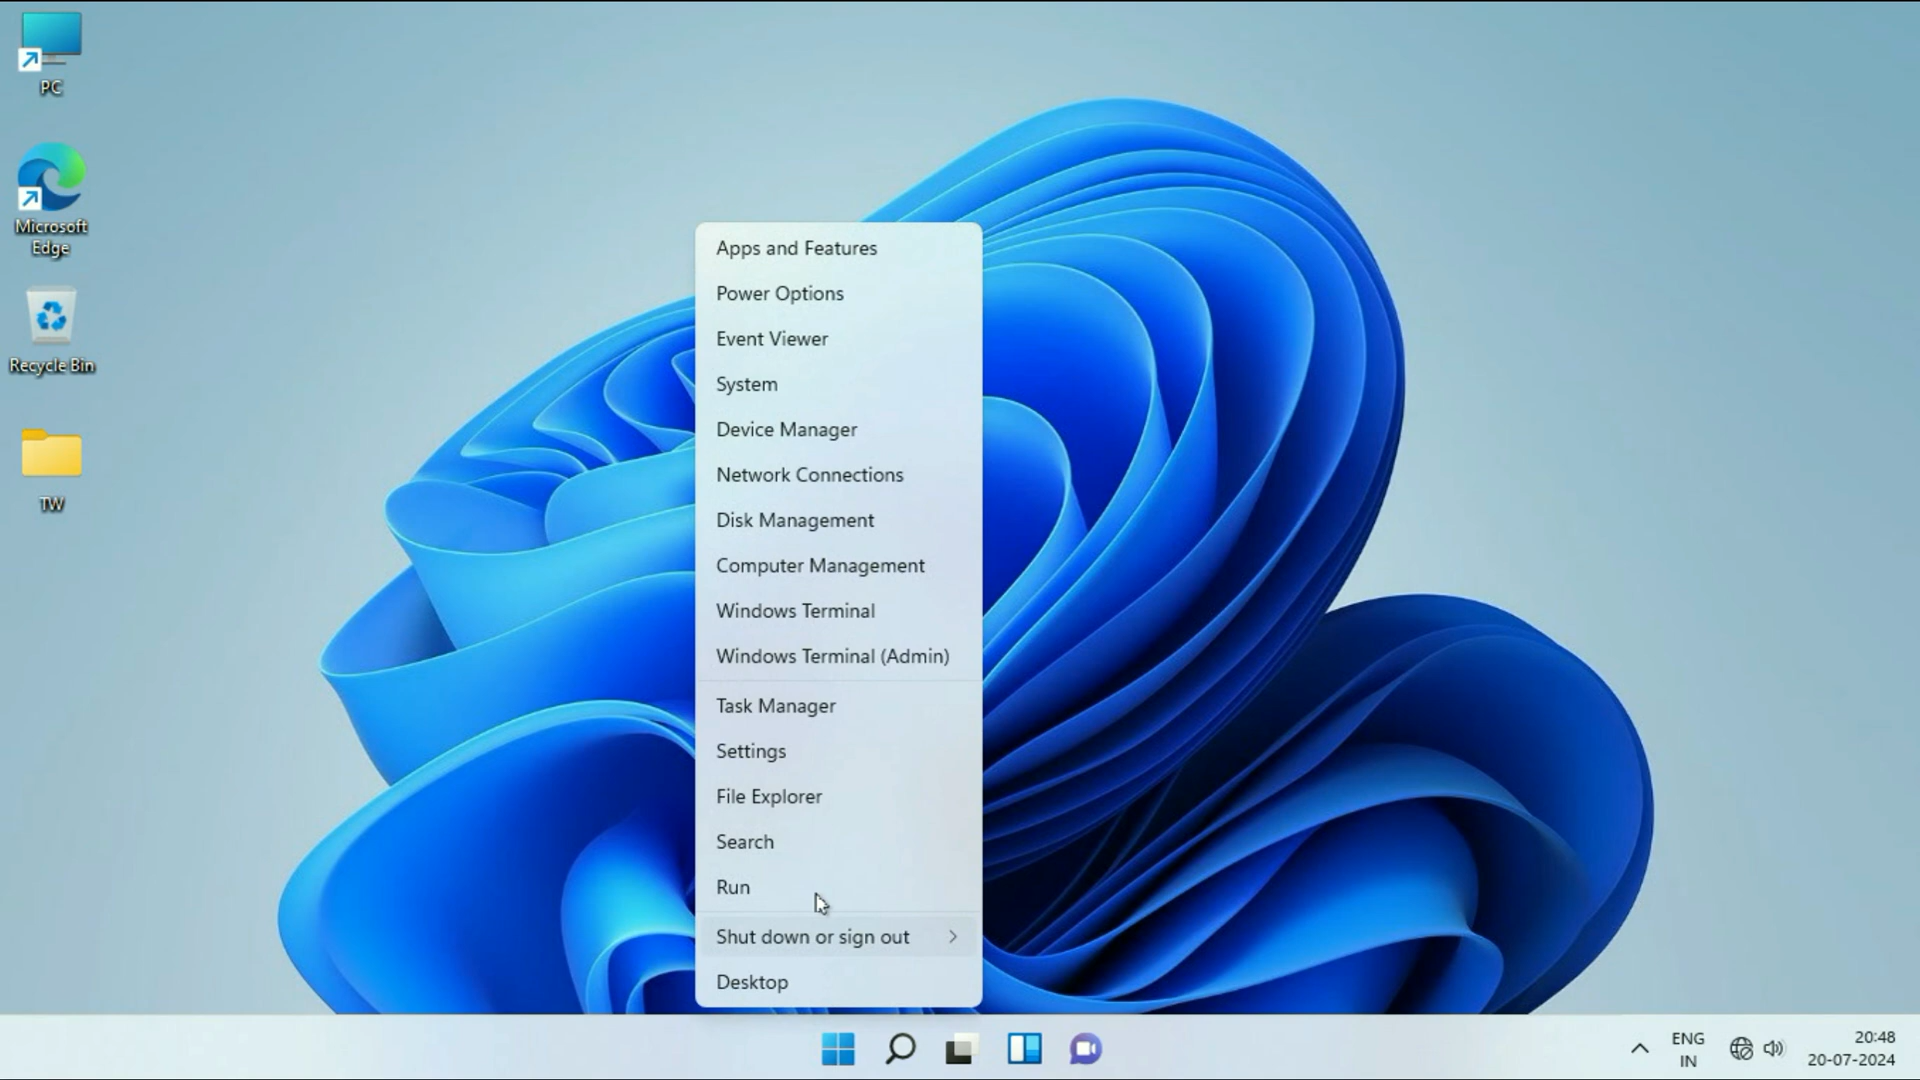 PC
Microsoft
Edge
Recycle Bin
TW
Apps and Features
Power Options
Event Viewer
System
Device Manager
Network Connections
Disk Management
Computer Management
Windows Terminal
Windows Terminal (Admin)
Task Manager
Settings
File Explorer
Search
Run
Shut down or sign out
Desktop
ENG
IN
20:48
20-07-2024